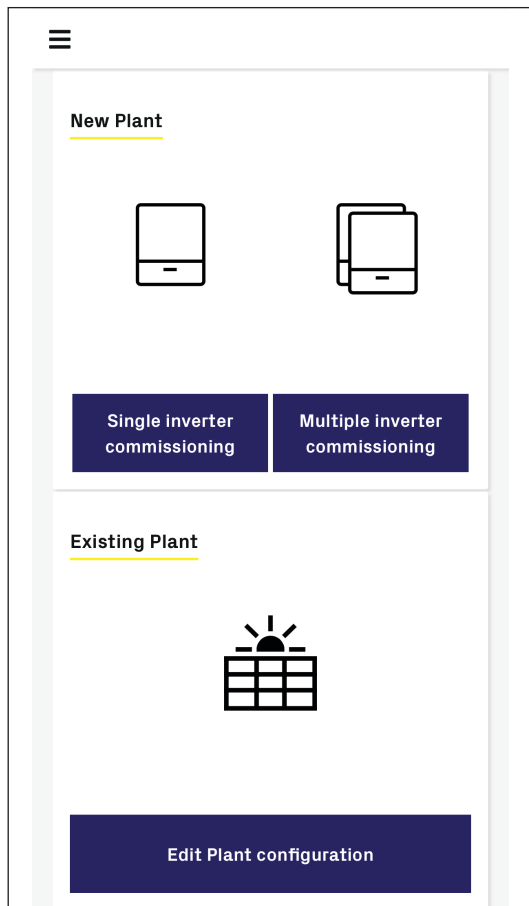 New Plant
Single inverter
commissioning
Multiple inverter
commissioning
Existing Plant
Edit Plant configuration